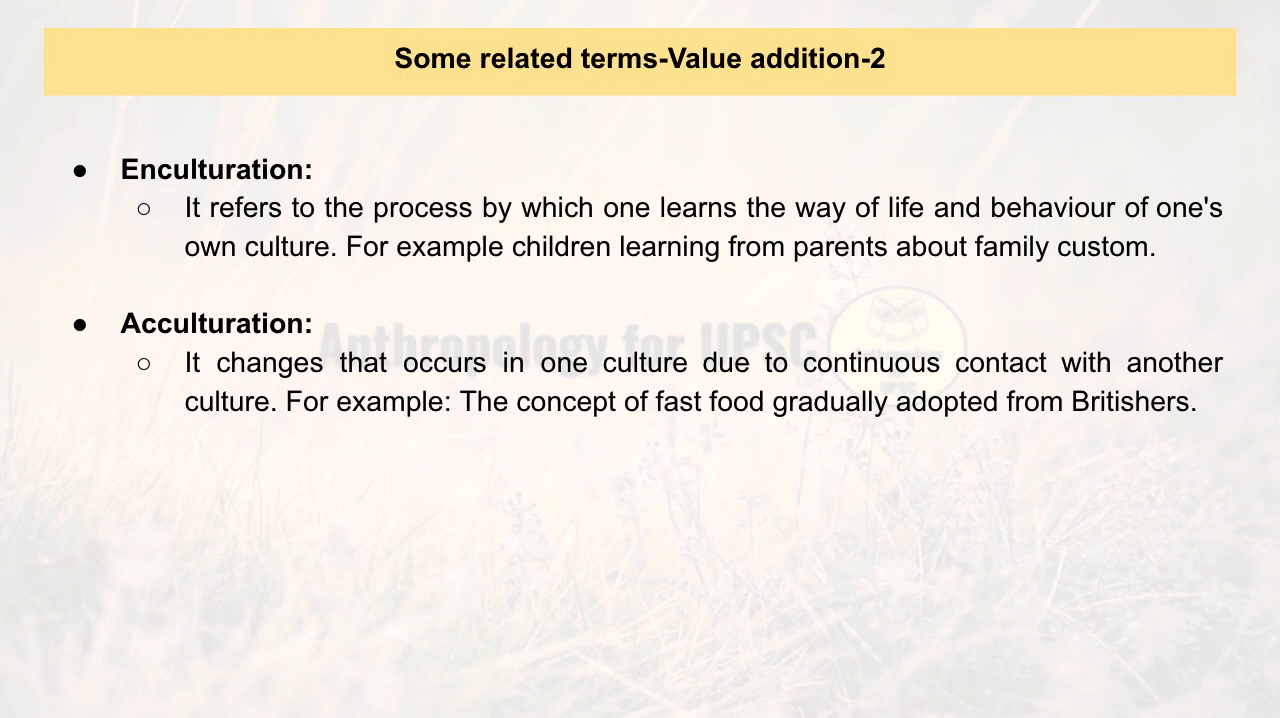 Some related terms-Value addition-2
● Enculturation:
○ It refers to the process by which one learns the way of life and behaviour of one's
own culture. For example children learning from parents about family custom.
● Acculturation:
Anthropology for UPSC
○ It changes that occurs in one culture due to continuous contact with another
culture. For example: The concept of fast food gradually adopted from Britishers.